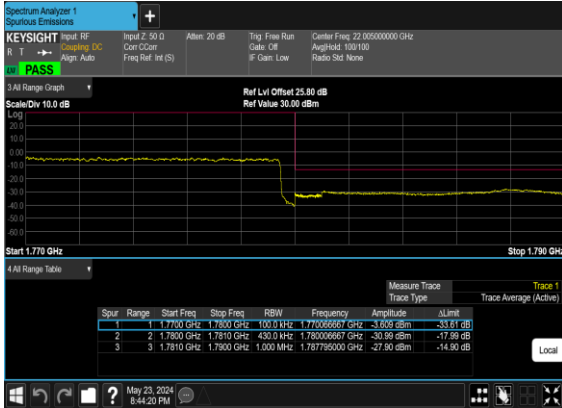 Spectrum Analyzer 1
Spurious Emissions
+
KEYSIGHT Input: RF Input Z: 50 Ω Atten: 20 dB Trig: Free Run Center Freq: 22.005000000 GHz
R T Coupling: DC Corr CCorr Gate: Off Avg|Hold: 100/100
Align: Auto Freq Ref: Int (S) IF Gain: Low Radio Std: None
PASS
3 All Range Graph
Ref Lvl Offset 25.80 dB
Scale/Div 10.0 dB Ref Value 30.00 dBm
Log
20.0
10.0
0.00
-10.0
-20.0
-30.0
-40.0
-50.0
-60.0
Start 1.770 GHz Stop 1.790 GHz
4 All Range Table
Measure Trace Trace 1
Trace Type Trace Average (Active)
Spur Range Start Freq Stop Freq RBW Frequency Amplitude ΔLimit
1 1 1.7700 GHz 1.7800 GHz 100.0 kHz 1.770066667 GHz -3.609 dBm -33.61 dB
2 2 1.7800 GHz 1.7810 GHz 430.0 kHz 1.780006667 GHz -30.99 dBm -17.99 dB
3 3 1.7810 GHz 1.7900 GHz 1.000 MHz 1.787795000 GHz -27.90 dBm -14.90 dB
Local
?
May 23, 2024
8:44:20 PM